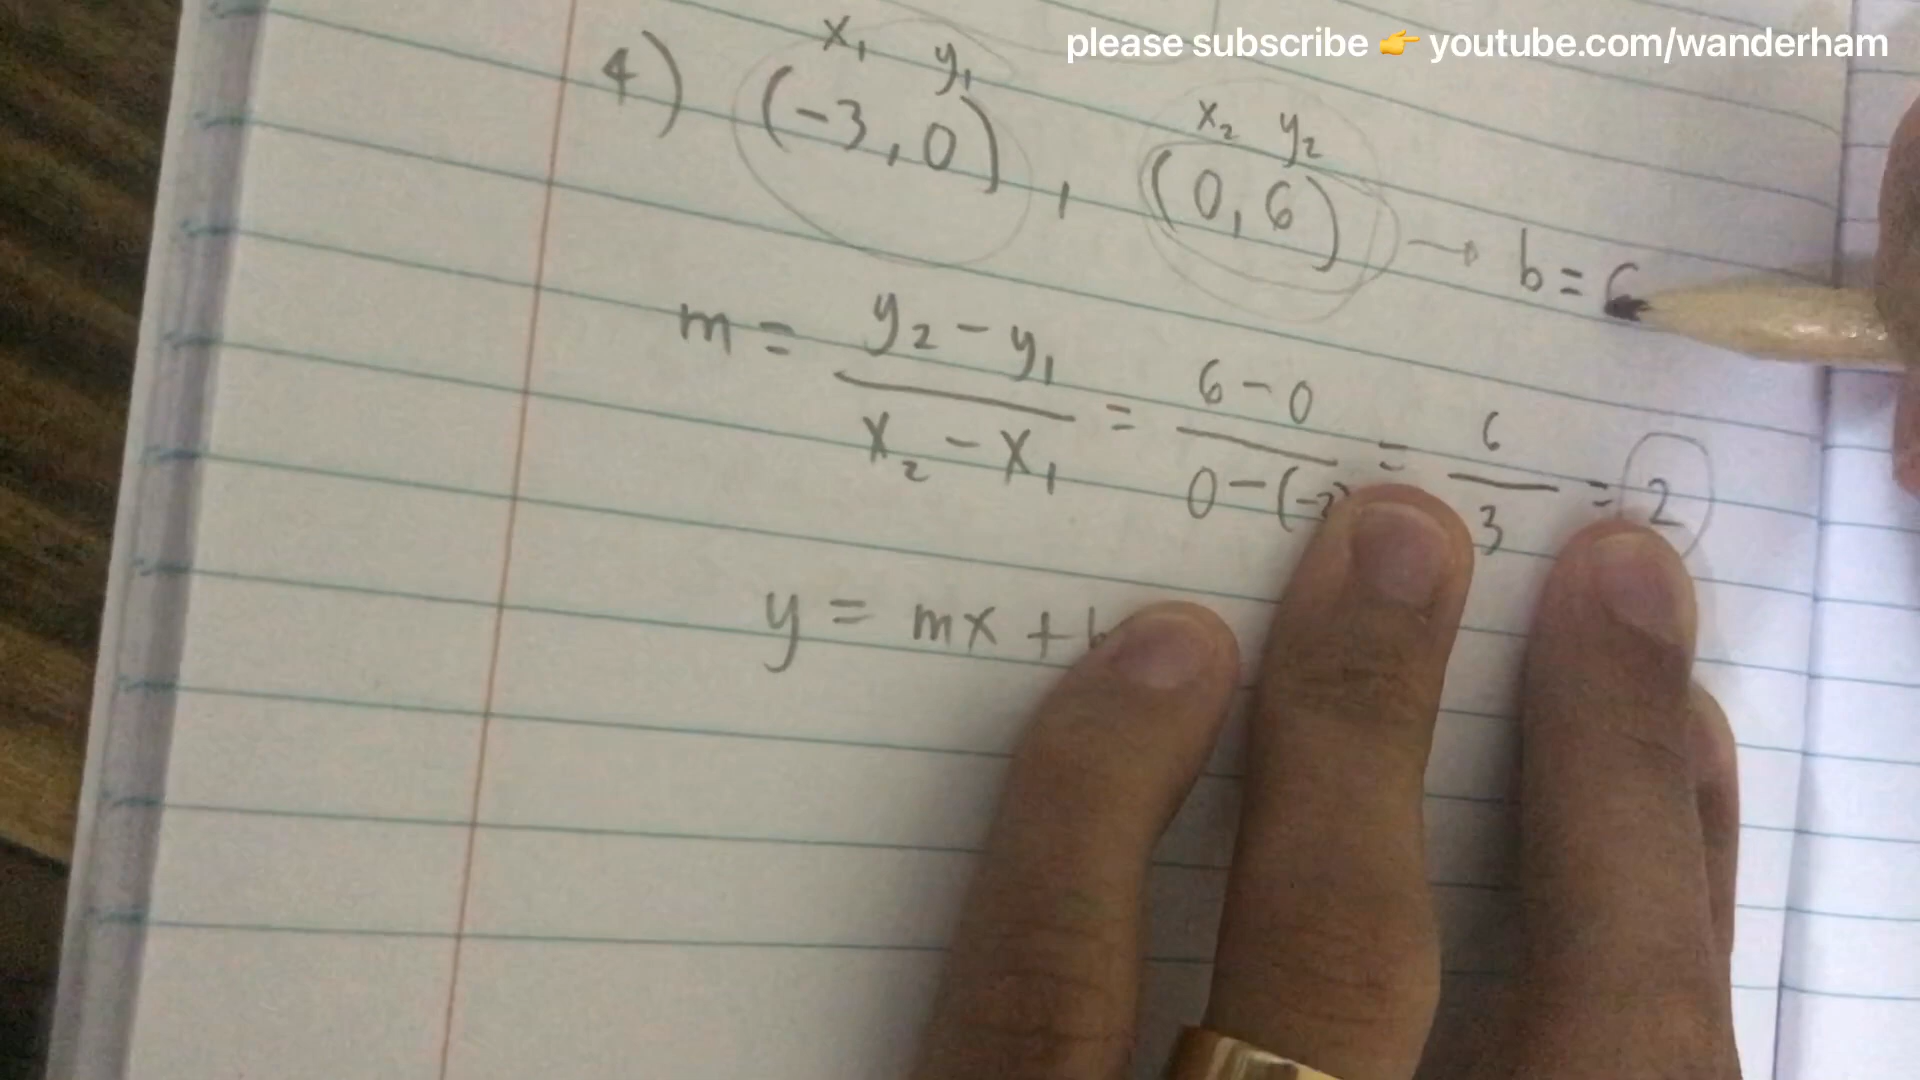 please subscribe 👉 youtube.com/wanderham
x₁ y₁
x₂ y₂
4) (-3, 0) , (0, 6) → b = 6
m = y₂ - y₁ / x₂ - x₁ = 6 - 0 / 0 - (-3) = 6 / 3 = 2
y = mx + b